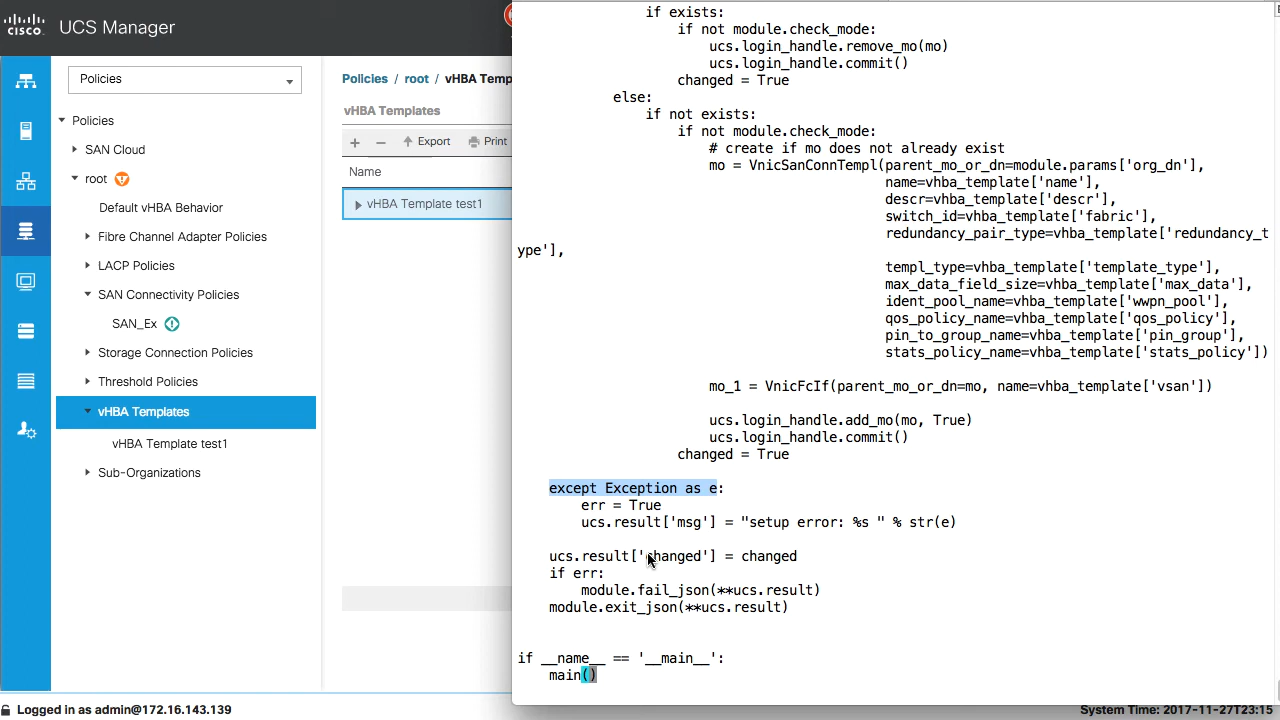 cisco
UCS Manager
Policies
Policies
SAN Cloud
root
Default vHBA Behavior
Fibre Channel Adapter Policies
LACP Policies
SAN Connectivity Policies
SAN_Ex
Storage Connection Policies
Threshold Policies
vHBA Templates
vHBA Template test1
Sub-Organizations
Policies / root / vHBA Temp
vHBA Templates
+ − Export Print
Name
vHBA Template test1
if exists:
if not module.check_mode:
ucs.login_handle.remove_mo(mo)
ucs.login_handle.commit()
changed = True
else:
if not exists:
if not module.check_mode:
# create if mo does not already exist
mo = VnicSanConnTempl(parent_mo_or_dn=module.params['org_dn'],
name=vhba_template['name'],
descr=vhba_template['descr'],
switch_id=vhba_template['fabric'],
redundancy_pair_type=vhba_template['redundancy_t
ype'],
templ_type=vhba_template['template_type'],
max_data_field_size=vhba_template['max_data'],
ident_pool_name=vhba_template['wwpn_pool'],
qos_policy_name=vhba_template['qos_policy'],
pin_to_group_name=vhba_template['pin_group'],
stats_policy_name=vhba_template['stats_policy'])
mo_1 = VnicFcIf(parent_mo_or_dn=mo, name=vhba_template['vsan'])
ucs.login_handle.add_mo(mo, True)
ucs.login_handle.commit()
changed = True
except Exception as e:
err = True
ucs.result['msg'] = "setup error: %s " % str(e)
ucs.result['changed'] = changed
if err:
module.fail_json(**ucs.result)
module.exit_json(**ucs.result)
if __name__ == '__main__':
main()
Logged in as admin@172.16.143.139
System Time: 2017-11-27T23:15